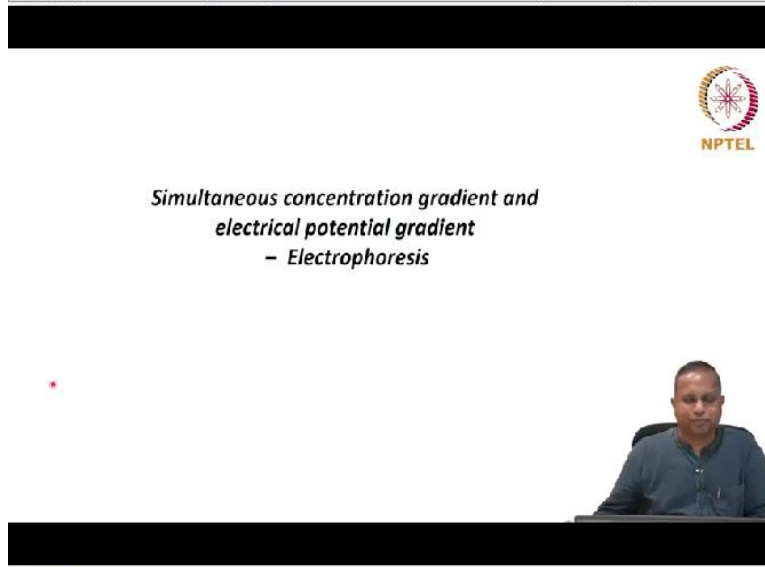 NPTEL
Simultaneous concentration gradient and
electrical potential gradient
– Electrophoresis